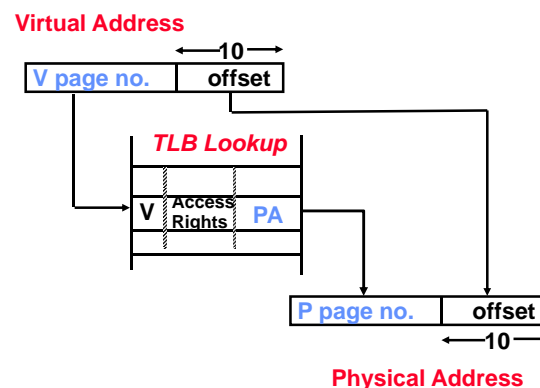 Virtual Address
10
V page no.
offset
TLB Lookup
V
Access
Rights
PA
P page no.
offset
10
Physical Address